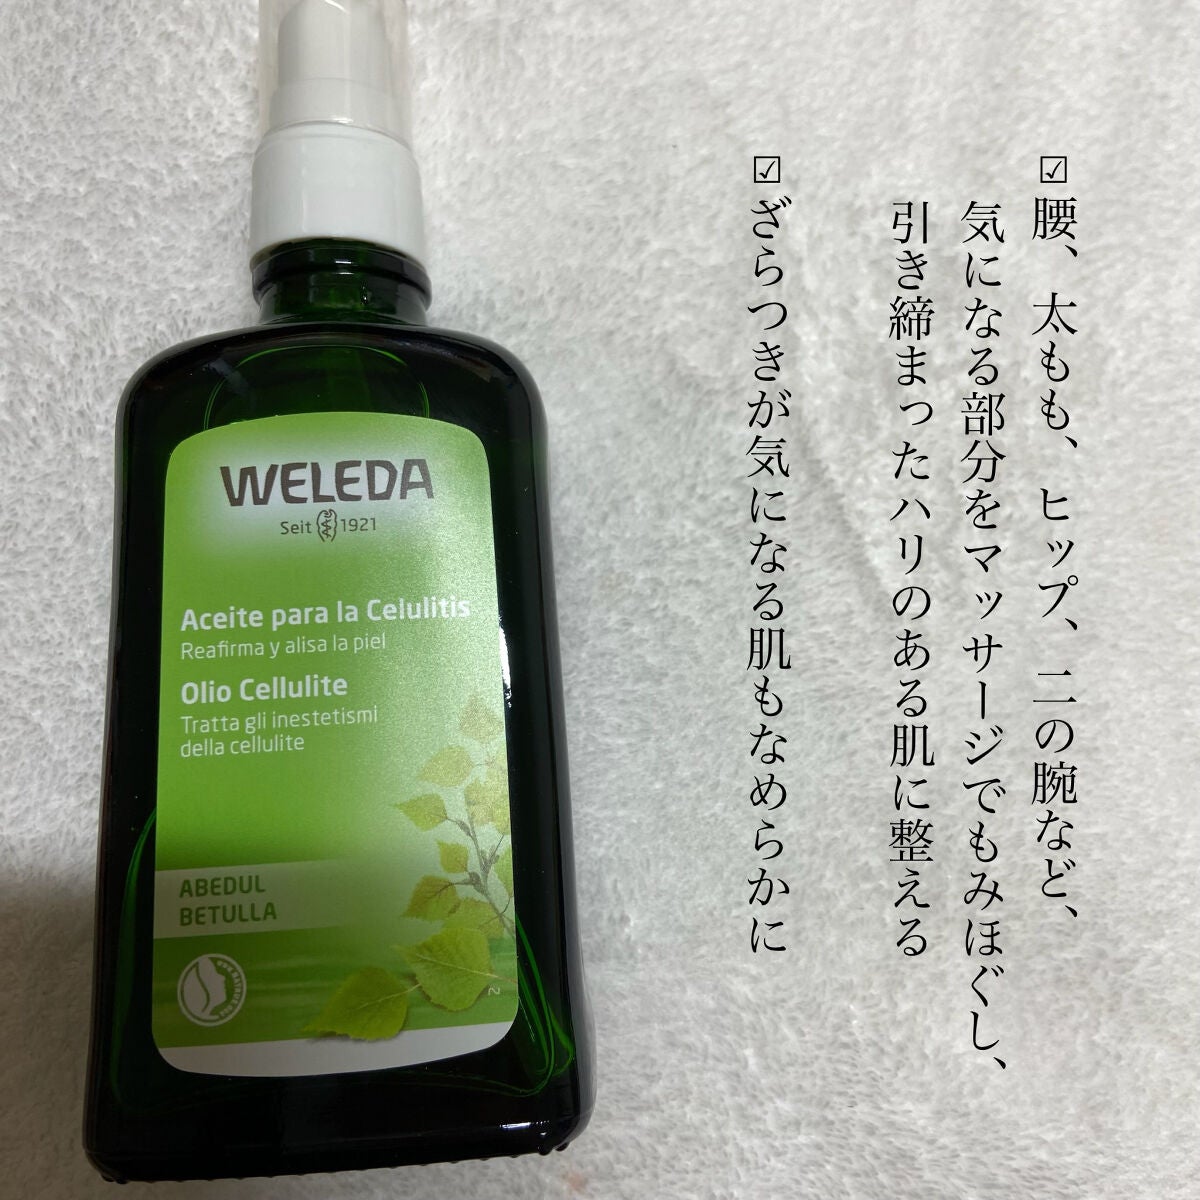 WELEDA
Seit 1921
Aceite para la Celulitis
Reafirma y alisa la piel
Olio Cellulite
Tratta gli inestetismi
della cellulite
ABEDUL
BETULLA
☑腰、太もも、ヒップ、二の腕など、
気になる部分をマッサージでもみほぐし、
引き締まったハリのある肌に整える
☑ざらつきが気になる肌もなめらかに